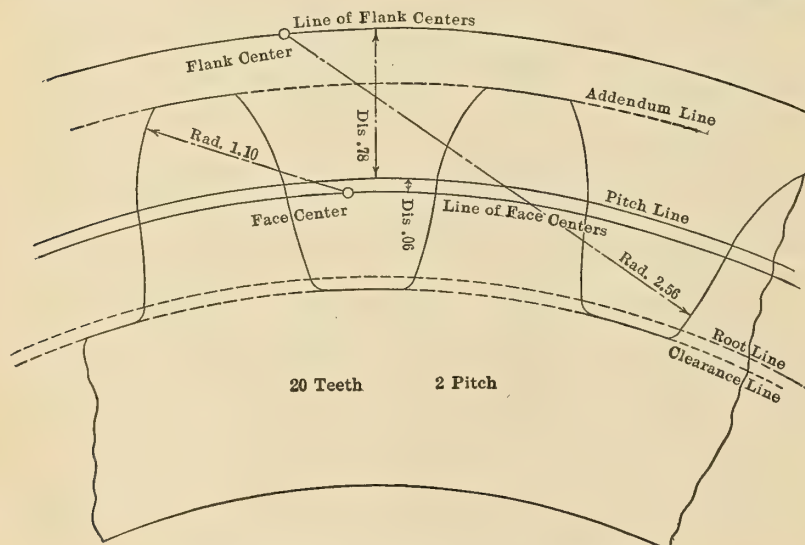 Line of Flank Centers
Flank Center
Addendum Line
Dis .78
Rad. 1.10
Pitch Line
Face Center
Dis .06
Line of Face Centers
Rad. 2.56
Root Line
Clearance Line
20 Teeth 2 Pitch